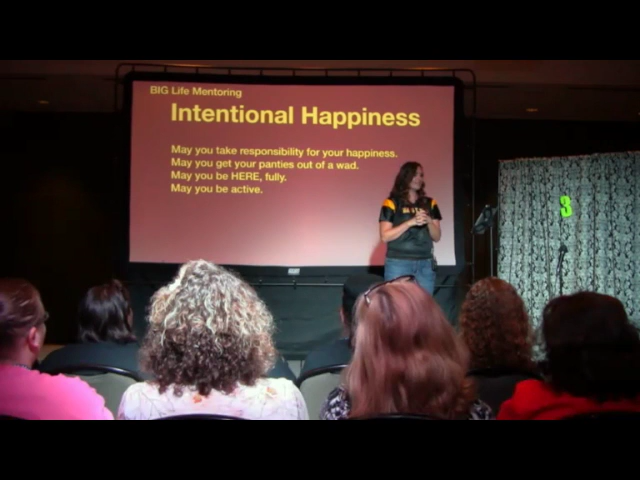 BIG Life Mentoring
Intentional Happiness
May you take responsibility for your happiness.
May you get your panties out of a wad.
May you be HERE, fully.
May you be active.
3